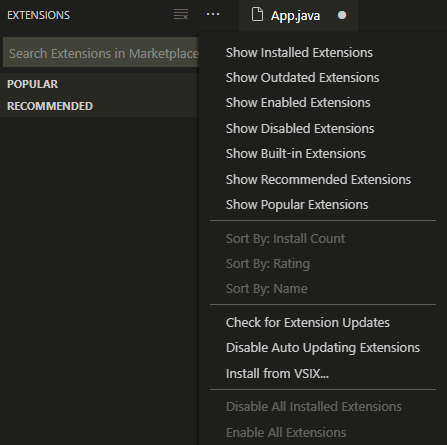 EXTENSIONS
App.java
Search Extensions in Marketplace
POPULAR
RECOMMENDED
Show Installed Extensions
Show Outdated Extensions
Show Enabled Extensions
Show Disabled Extensions
Show Built-in Extensions
Show Recommended Extensions
Show Popular Extensions
Sort By: Install Count
Sort By: Rating
Sort By: Name
Check for Extension Updates
Disable Auto Updating Extensions
Install from VSIX...
Disable All Installed Extensions
Enable All Extensions